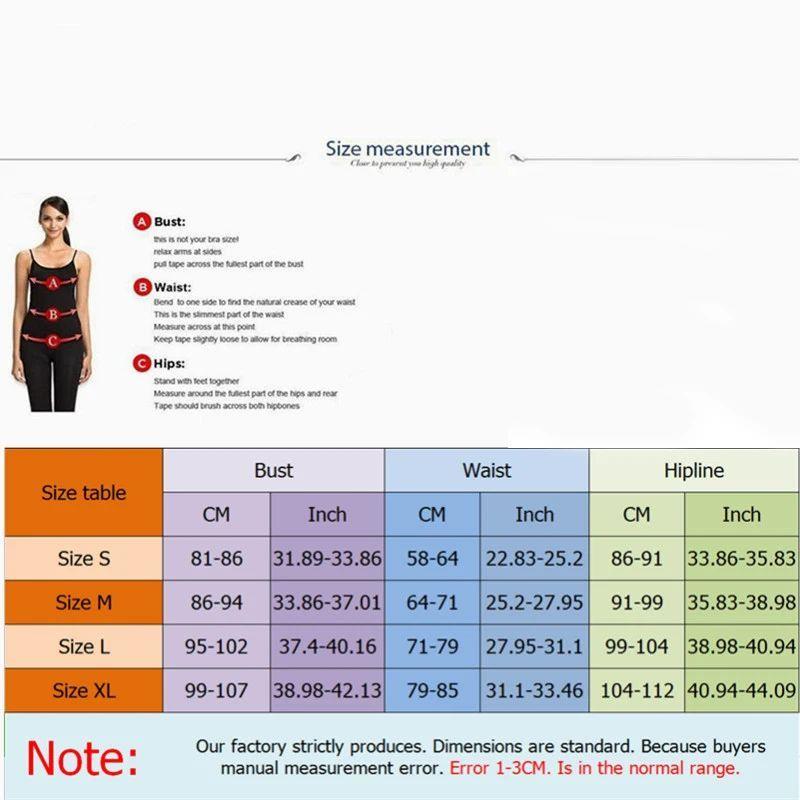 Size measurement
Close to present you high quality
A Bust:
this is not your bra size!
relax arms at sides
pull tape across the fullest part of the bust
B Waist:
Bend to one side to find the natural crease of your waist
This is the slimmest part of the waist
Measure across at this point
Keep tape slightly loose to allow for breathing room
C Hips:
Stand with feet together
Measure around the fullest part of the hips and rear
Tape should brush across both hipbones
A
B
C
Size table Bust Waist Hipline
CM Inch CM Inch CM Inch
Size S 81-86 31.89-33.86 58-64 22.83-25.2 86-91 33.86-35.83
Size M 86-94 33.86-37.01 64-71 25.2-27.95 91-99 35.83-38.98
Size L 95-102 37.4-40.16 71-79 27.95-31.1 99-104 38.98-40.94
Size XL 99-107 38.98-42.13 79-85 31.1-33.46 104-112 40.94-44.09
Note: Our factory strictly produces. Dimensions are standard. Because buyers
manual measurement error. Error 1-3CM. Is in the normal range.